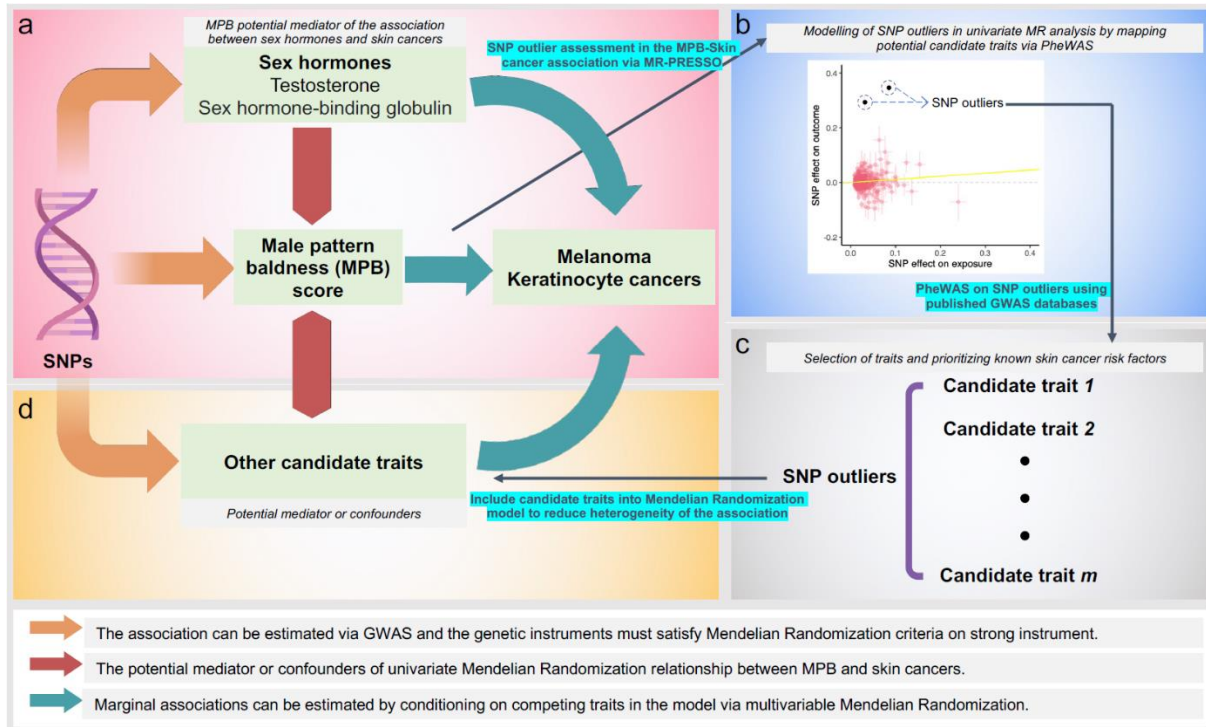 a
MPB potential mediator of the association
between sex hormones and skin cancers
Sex hormones
Testosterone
Sex hormone-binding globulin
SNP outlier assessment in the MPB-Skin
cancer association via MR-PRESSO
SNPs
Male pattern
baldness (MPB)
score
Melanoma
Keratinocyte cancers
b
Modelling of SNP outliers in univariate MR analysis by mapping
potential candidate traits via PheWAS
SNP effect on outcome
0.4
0.2
0.0
-0.2
SNP outliers
0.0 0.1 0.2 0.3 0.4
SNP effect on exposure
PheWAS on SNP outliers using
published GWAS databases
c
Selection of traits and prioritizing known skin cancer risk factors
Candidate trait 1
Candidate trait 2
SNP outliers
Candidate trait m
d
Other candidate traits
Potential mediator or confounders
Include candidate traits into Mendelian Randomization
model to reduce heterogeneity of the association
The association can be estimated via GWAS and the genetic instruments must satisfy Mendelian Randomization criteria on strong instrument.
The potential mediator or confounders of univariate Mendelian Randomization relationship between MPB and skin cancers.
Marginal associations can be estimated by conditioning on competing traits in the model via multivariable Mendelian Randomization.